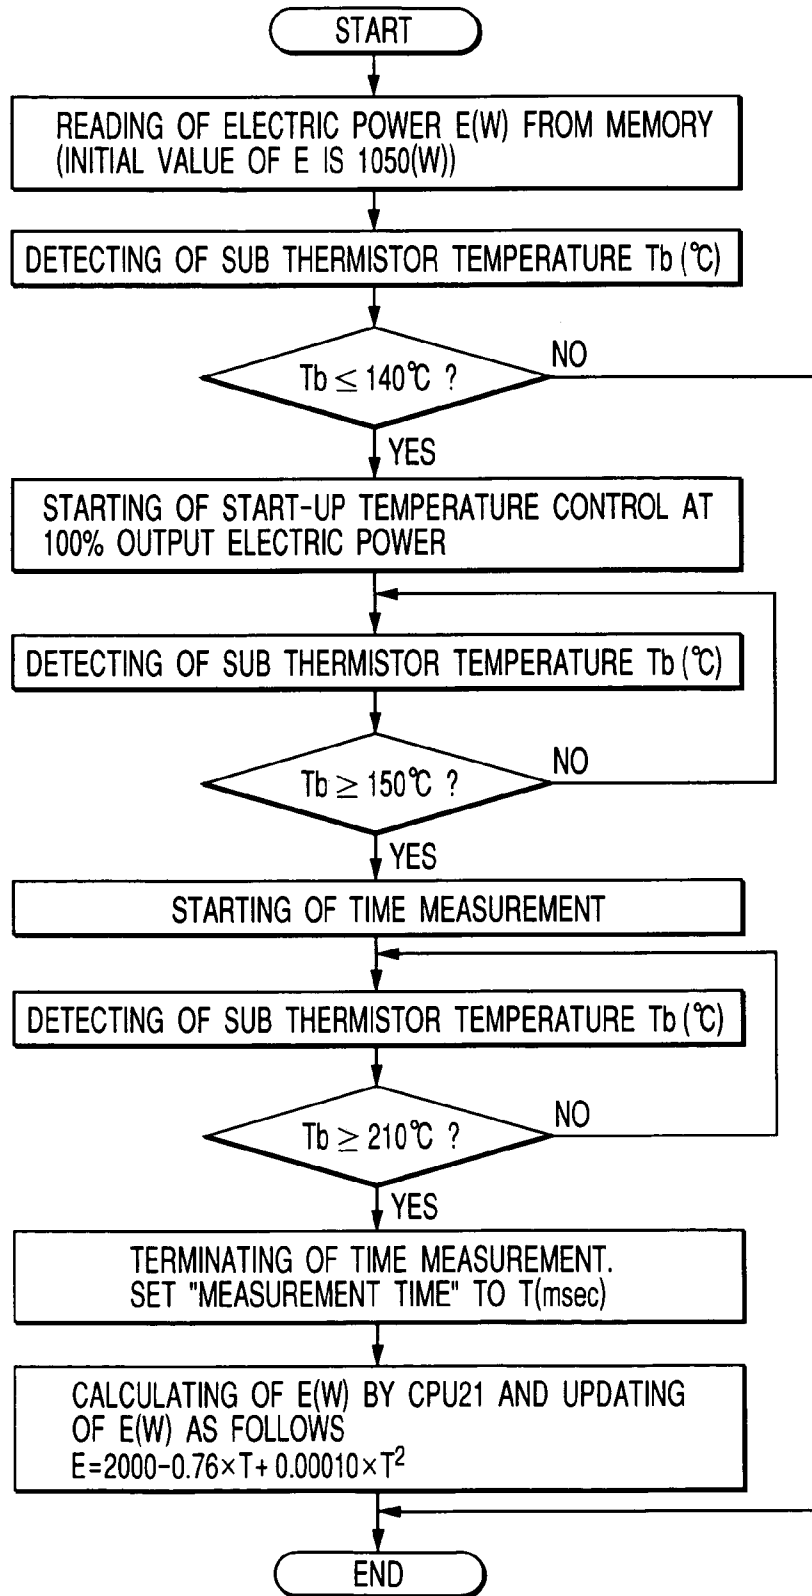 START
READING OF ELECTRIC POWER E(W) FROM MEMORY
(INITIAL VALUE OF E IS 1050(W))
DETECTING OF SUB THERMISTOR TEMPERATURE Tb (℃)
Tb ≤ 140℃ ?
NO
YES
STARTING OF START-UP TEMPERATURE CONTROL AT
100% OUTPUT ELECTRIC POWER
DETECTING OF SUB THERMISTOR TEMPERATURE Tb (℃)
Tb ≥ 150℃ ?
NO
YES
STARTING OF TIME MEASUREMENT
DETECTING OF SUB THERMISTOR TEMPERATURE Tb (℃)
Tb ≥ 210℃ ?
NO
YES
TERMINATING OF TIME MEASUREMENT.
SET "MEASUREMENT TIME" TO T(msec)
CALCULATING OF E(W) BY CPU21 AND UPDATING
OF E(W) AS FOLLOWS
E=2000-0.76×T+0.00010×T²
END